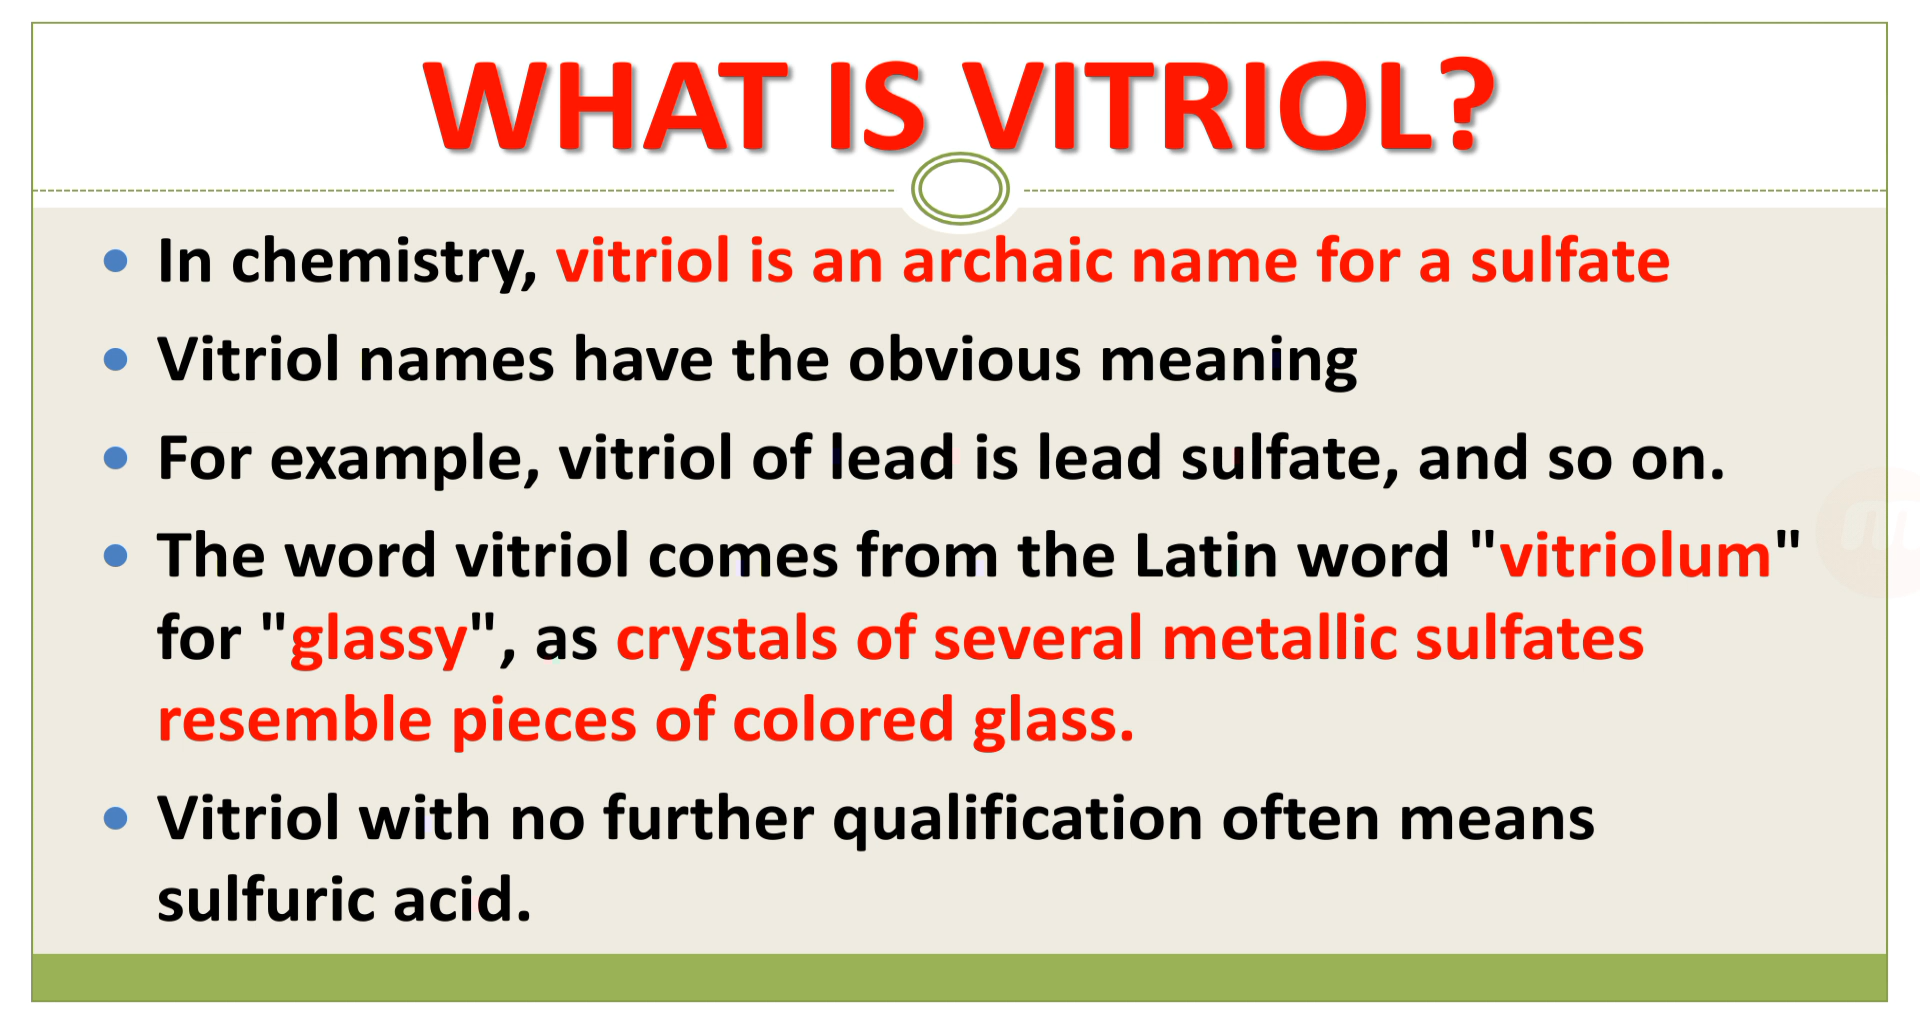 WHAT IS VITRIOL?
• In chemistry, vitriol is an archaic name for a sulfate
• Vitriol names have the obvious meaning
• For example, vitriol of lead is lead sulfate, and so on.
• The word vitriol comes from the Latin word "vitriolum"
for "glassy", as crystals of several metallic sulfates
resemble pieces of colored glass.
• Vitriol with no further qualification often means
sulfuric acid.